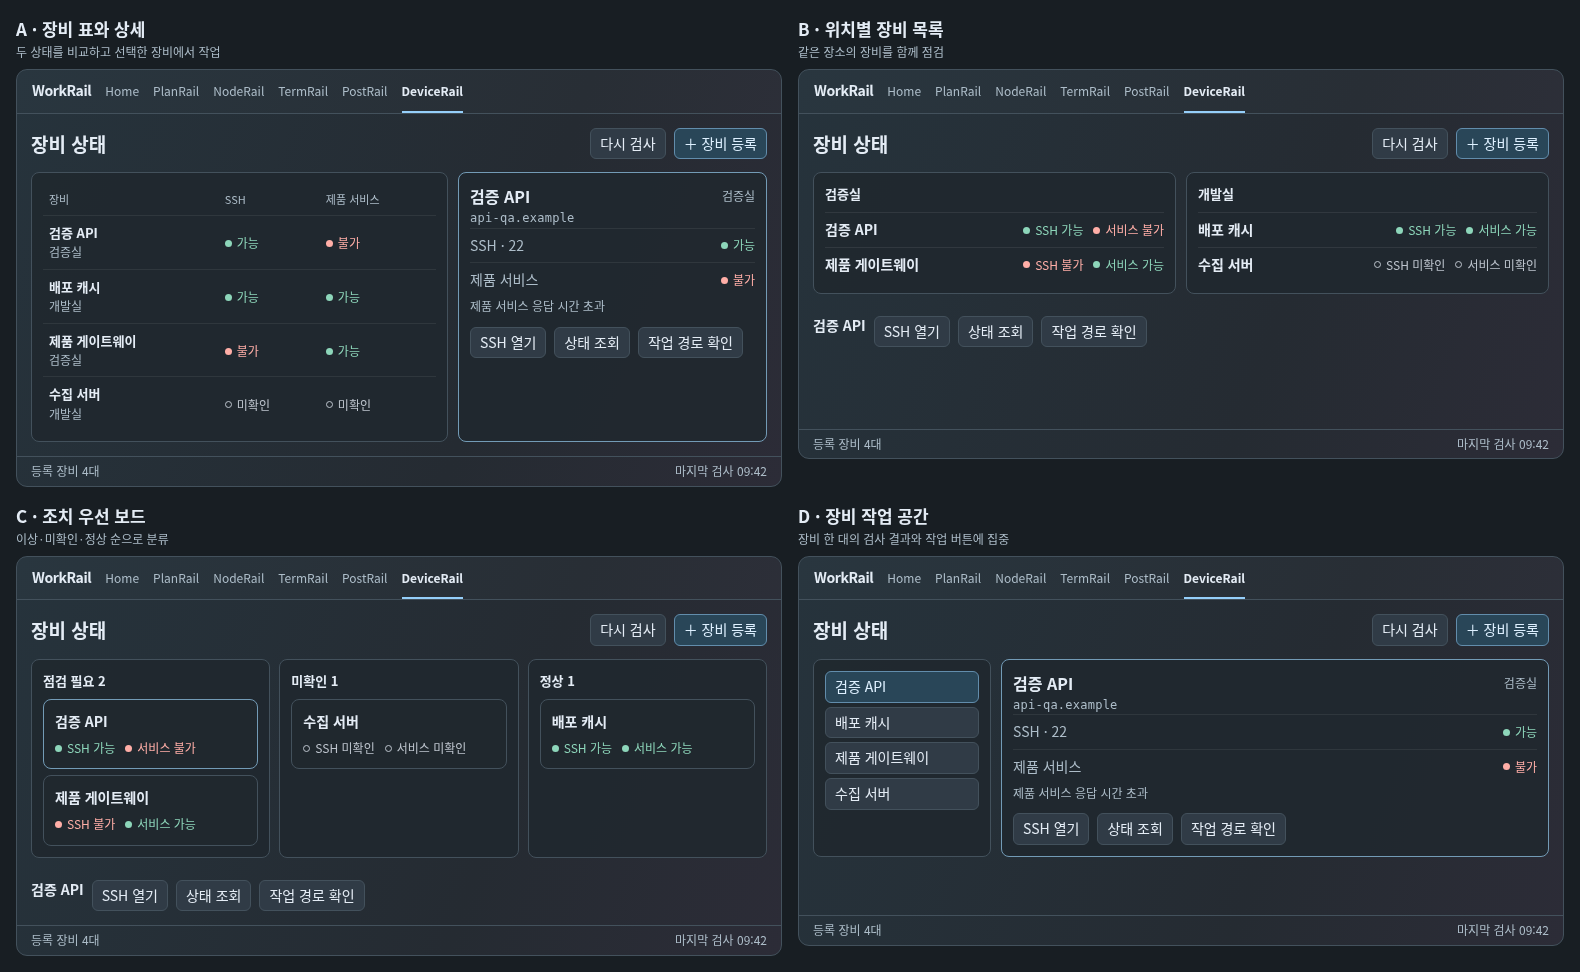 A · 장비 표와 상세
두 상태를 비교하고 선택한 장비에서 작업
WorkRail Home PlanRail NodeRail TermRail PostRail DeviceRail
장비 상태
다시 검사
+ 장비 등록
장비 SSH 제품 서비스
검증 API
검증실
가능 불가
배포 캐시
개발실
가능 가능
제품 게이트웨이
검증실
불가 가능
수집 서버
개발실
미확인 미확인
검증 API 검증실
api-qa.example
SSH · 22 가능
제품 서비스 불가
제품 서비스 응답 시간 초과
SSH 열기 상태 조회 작업 경로 확인
등록 장비 4대 마지막 검사 09:42
B · 위치별 장비 목록
같은 장소의 장비를 함께 점검
WorkRail Home PlanRail NodeRail TermRail PostRail DeviceRail
장비 상태
다시 검사
+ 장비 등록
검증실
검증 API SSH 가능 서비스 불가
제품 게이트웨이 SSH 불가 서비스 가능
개발실
배포 캐시 SSH 가능 서비스 가능
수집 서버 SSH 미확인 서비스 미확인
검증 API SSH 열기 상태 조회 작업 경로 확인
등록 장비 4대 마지막 검사 09:42
C · 조치 우선 보드
이상·미확인·정상 순으로 분류
WorkRail Home PlanRail NodeRail TermRail PostRail DeviceRail
장비 상태
다시 검사
+ 장비 등록
점검 필요 2
검증 API
SSH 가능 서비스 불가
제품 게이트웨이
SSH 불가 서비스 가능
미확인 1
수집 서버
SSH 미확인 서비스 미확인
정상 1
배포 캐시
SSH 가능 서비스 가능
검증 API SSH 열기 상태 조회 작업 경로 확인
등록 장비 4대 마지막 검사 09:42
D · 장비 작업 공간
장비 한 대의 검사 결과와 작업 버튼에 집중
WorkRail Home PlanRail NodeRail TermRail PostRail DeviceRail
장비 상태
다시 검사
+ 장비 등록
검증 API
배포 캐시
제품 게이트웨이
수집 서버
검증 API 검증실
api-qa.example
SSH · 22 가능
제품 서비스 불가
제품 서비스 응답 시간 초과
SSH 열기 상태 조회 작업 경로 확인
등록 장비 4대 마지막 검사 09:42